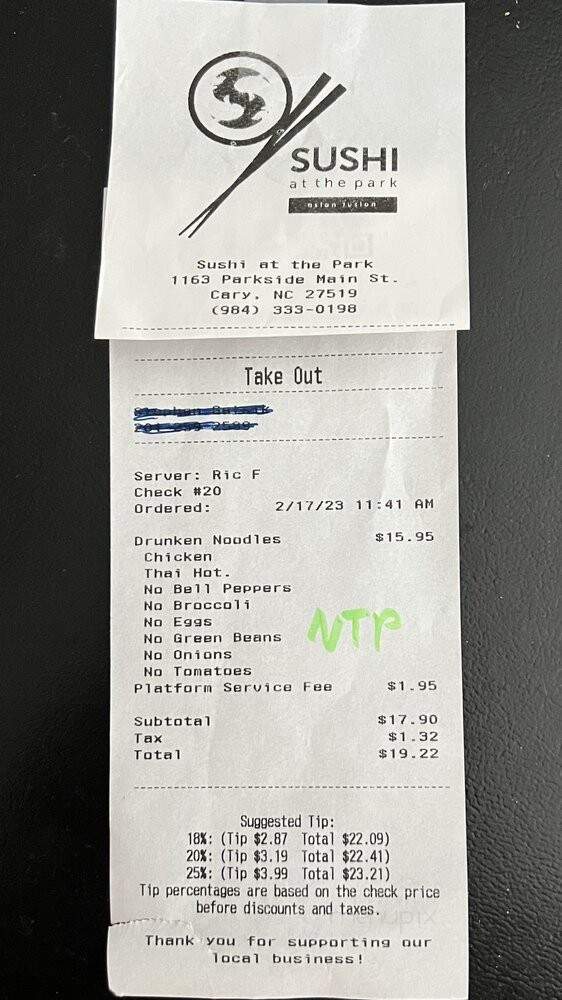 SUSHI
at the park
asian fusion
Sushi at the Park
1163 Parkside Main St.
Cary, NC 27519
(984) 333-0198
Take Out
Server: Ric F
Check #20
Ordered: 2/17/23 11:41 AM
Drunken Noodles $15.95
Chicken
Thai Hot.
No Bell Peppers
No Broccoli
No Eggs
No Green Beans
NTP
No Onions
No Tomatoes
Platform Service Fee $1.95
Subtotal $17.90
Tax $1.32
Total $19.22
Suggested Tip:
18%: (Tip $2.87 Total $22.09)
20%: (Tip $3.19 Total $22.41)
25%: (Tip $3.99 Total $23.21)
Tip percentages are based on the check price
before discounts and taxes.
Thank you for supporting our
local business!